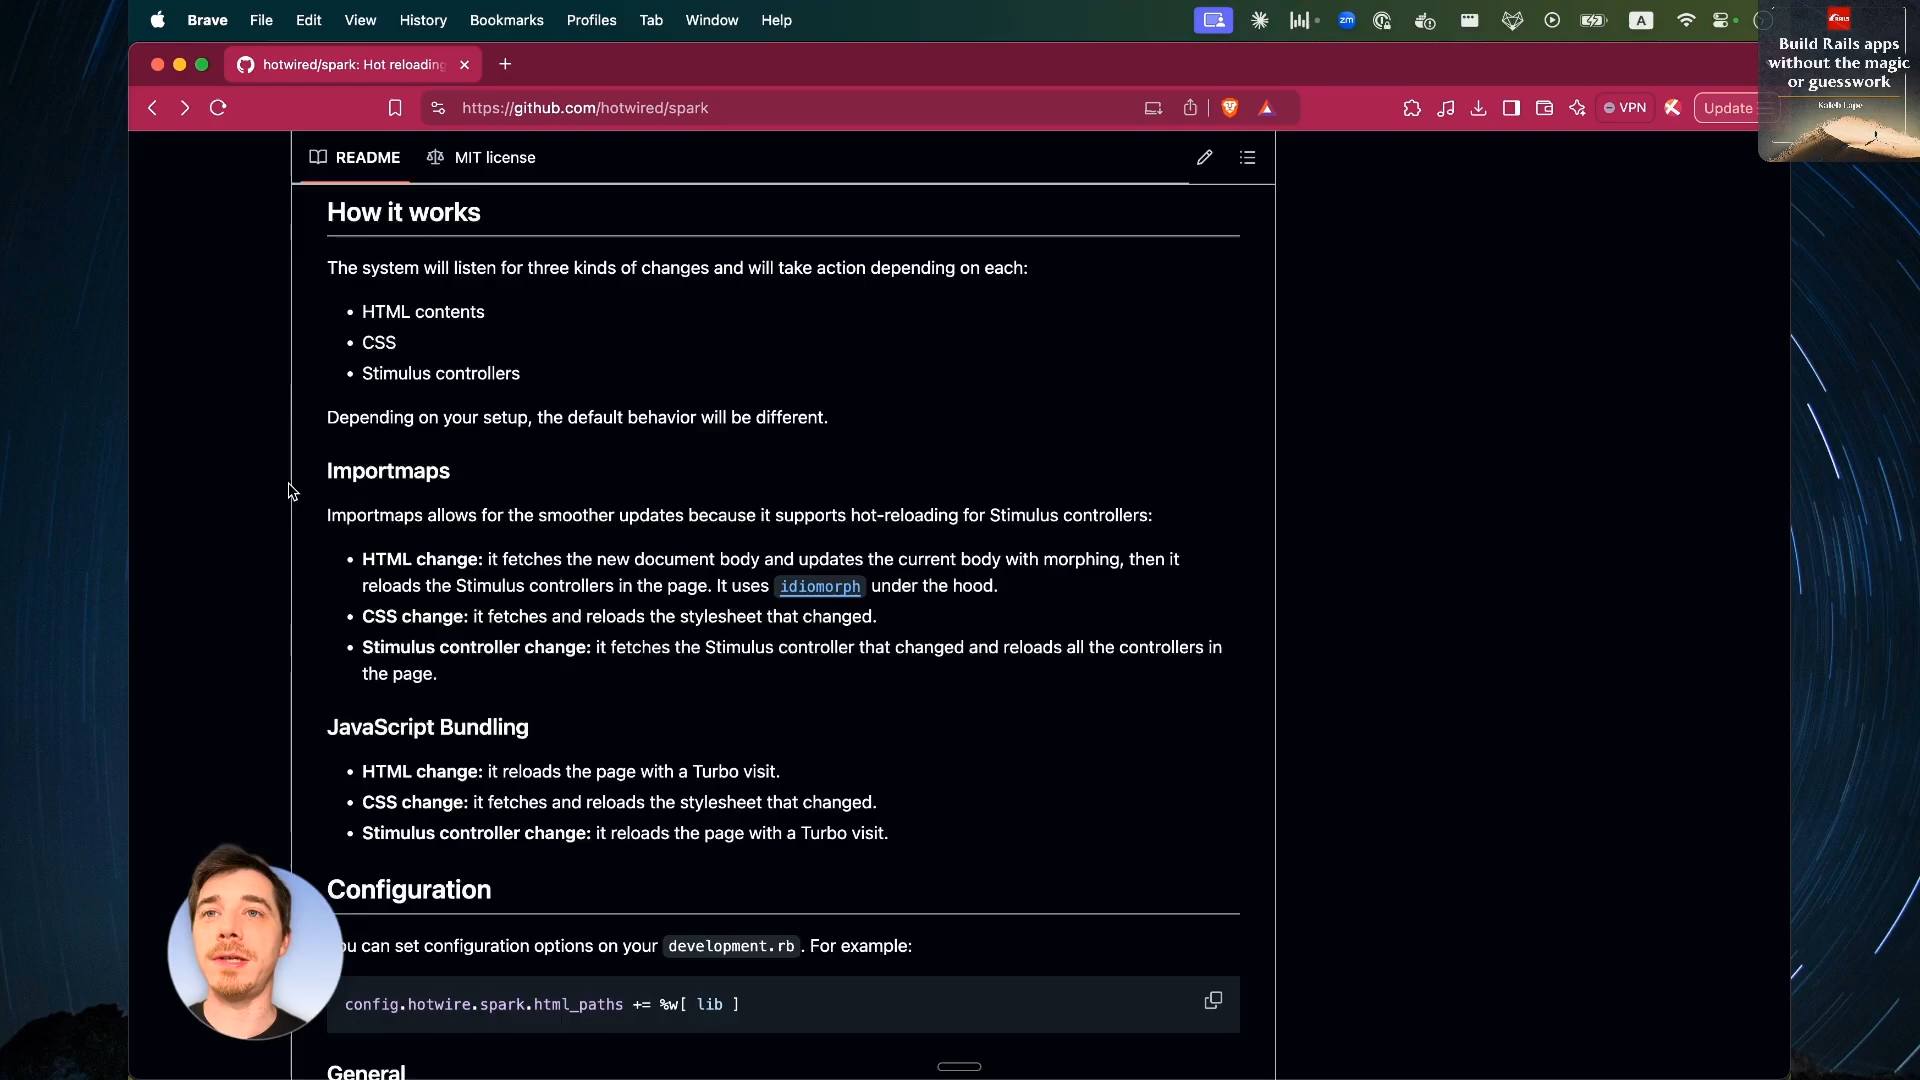 Brave File Edit View History Bookmarks Profiles Tab Window Help
zm
A
RAILS
Build Rails apps
without the magic
or guesswork
Kaleb Lape
hotwired/spark: Hot reloading
https://github.com/hotwired/spark
VPN
Update
README
MIT license
How it works
The system will listen for three kinds of changes and will take action depending on each:
• HTML contents
• CSS
• Stimulus controllers
Depending on your setup, the default behavior will be different.
Importmaps
Importmaps allows for the smoother updates because it supports hot-reloading for Stimulus controllers:
• HTML change: it fetches the new document body and updates the current body with morphing, then it
reloads the Stimulus controllers in the page. It uses idiomorph under the hood.
• CSS change: it fetches and reloads the stylesheet that changed.
• Stimulus controller change: it fetches the Stimulus controller that changed and reloads all the controllers in
the page.
JavaScript Bundling
• HTML change: it reloads the page with a Turbo visit.
• CSS change: it fetches and reloads the stylesheet that changed.
• Stimulus controller change: it reloads the page with a Turbo visit.
Configuration
ou can set configuration options on your development.rb. For example:
config.hotwire.spark.html_paths += %w[ lib ]
General